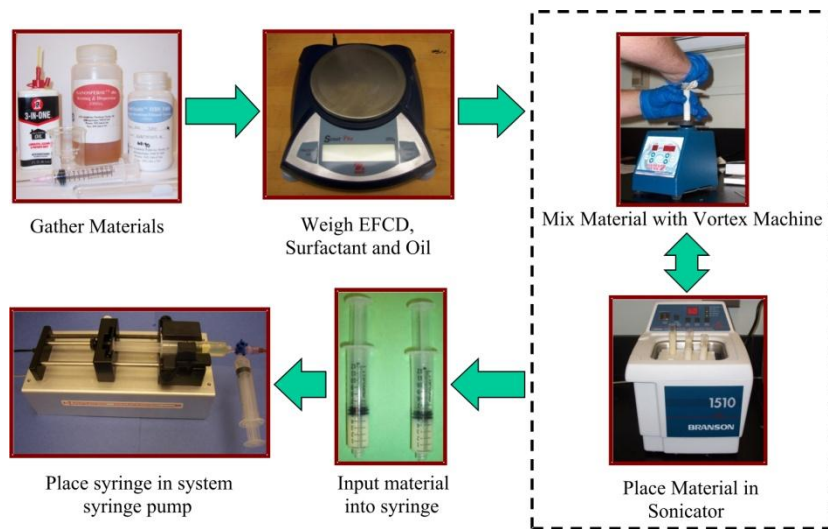 3-IN-ONE
OIL
Gather Materials
Weigh EFCD,
Surfactant and Oil
Mix Material with Vortex Machine
1510
BRANSON
Place Material in
Sonicator
Input material
into syringe
Place syringe in system
syringe pump